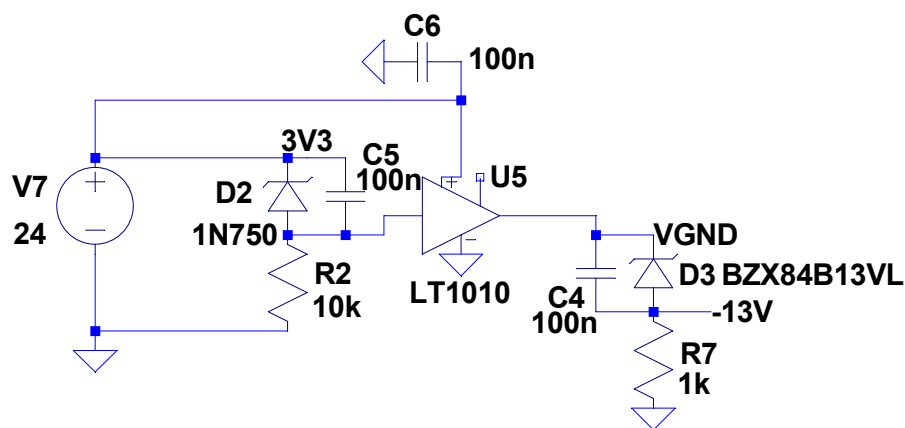 C6
100n
3V3
C5
100n
U5
V7
24
D2
1N750
R2
10k
LT1010
VGND
D3 BZX84B13VL
C4
100n
-13V
R7
1k